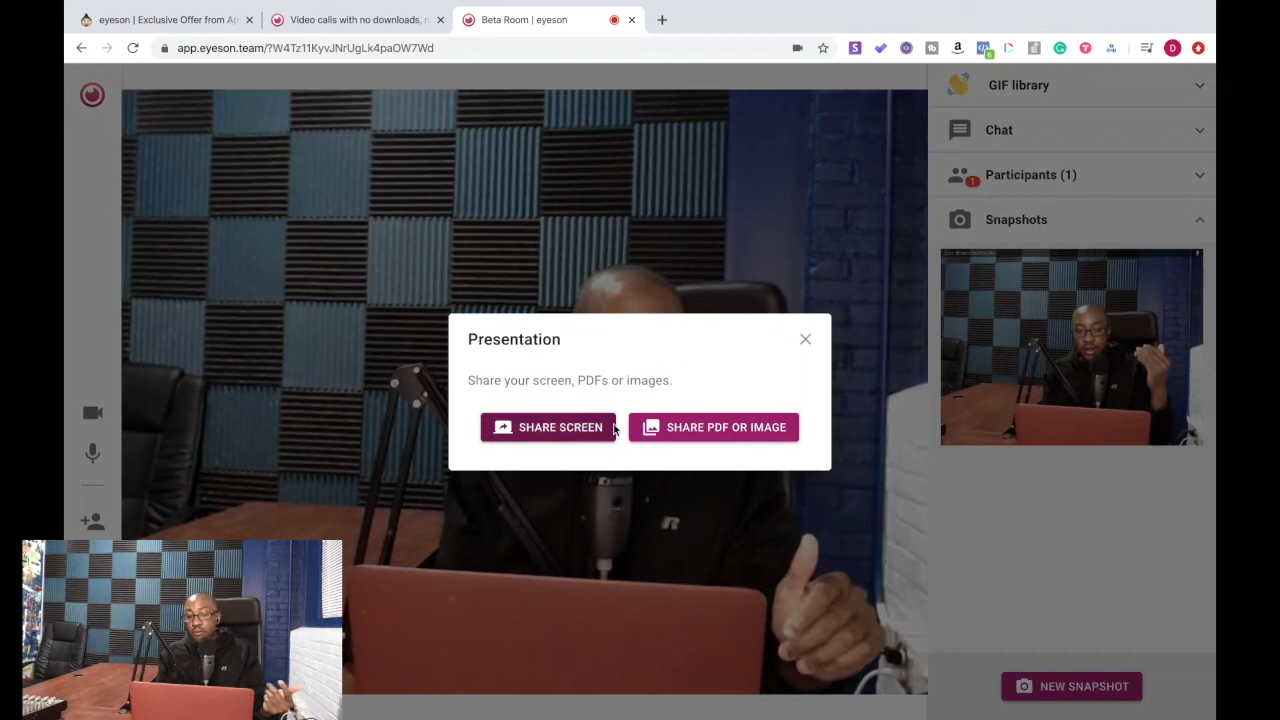 eyeson | Exclusive Offer from Ap
Video calls with no downloads, n
Beta Room | eyeson
app.eyeson.team/?W4Tz11KyvJNrUgLk4paOW7Wd
GIF library
Chat
1
Participants (1)
Snapshots
Presentation
Share your screen, PDFs or images.
SHARE SCREEN
SHARE PDF OR IMAGE
NEW SNAPSHOT